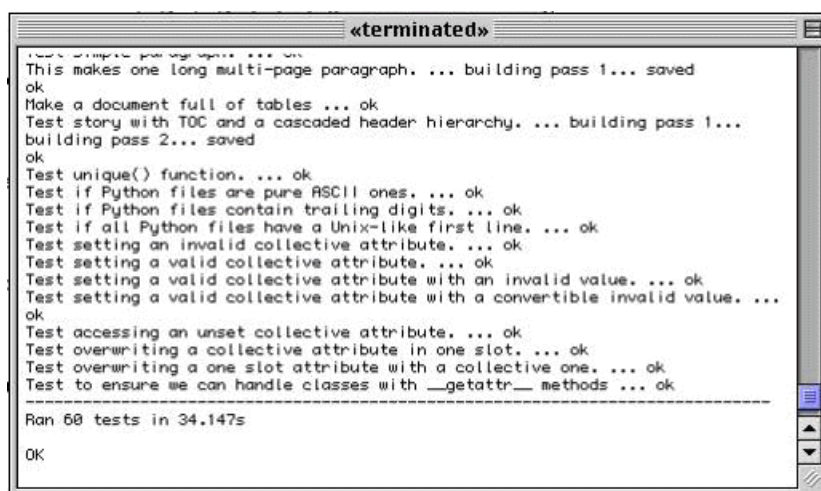 «terminated»
Test simple paragraph. ... ok
This makes one long multi-page paragraph. ... building pass 1... saved
ok
Make a document full of tables ... ok
Test story with TOC and a cascaded header hierarchy. ... building pass 1...
building pass 2... saved
ok
Test unique() function. ... ok
Test if Python files are pure ASCII ones. ... ok
Test if Python files contain trailing digits. ... ok
Test if all Python files have a Unix-like first line. ... ok
Test setting an invalid collective attribute. ... ok
Test setting a valid collective attribute. ... ok
Test setting a valid collective attribute with an invalid value. ... ok
Test setting a valid collective attribute with a convertible invalid value. ...
ok
Test accessing an unset collective attribute. ... ok
Test overwriting a collective attribute in one slot. ... ok
Test overwriting a one slot attribute with a collective one. ... ok
Test to ensure we can handle classes with __getattr__ methods ... ok
----------------------------------------------------------------------
Ran 60 tests in 34.147s
OK